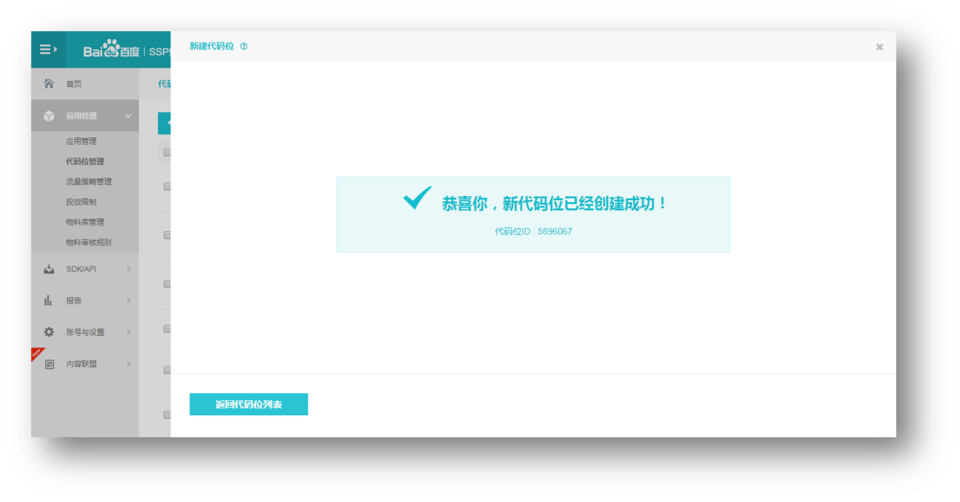 新建代码位
Bai du 百度 | SSP
首页
代码
应用管理
应用管理
代码位管理
流量策略管理
投放限制
物料库管理
物料审核规则
恭喜你，新代码位已经创建成功！
代码位ID : 5896067
SDK/API
报告
账号与设置
内容联盟
返回代码位列表